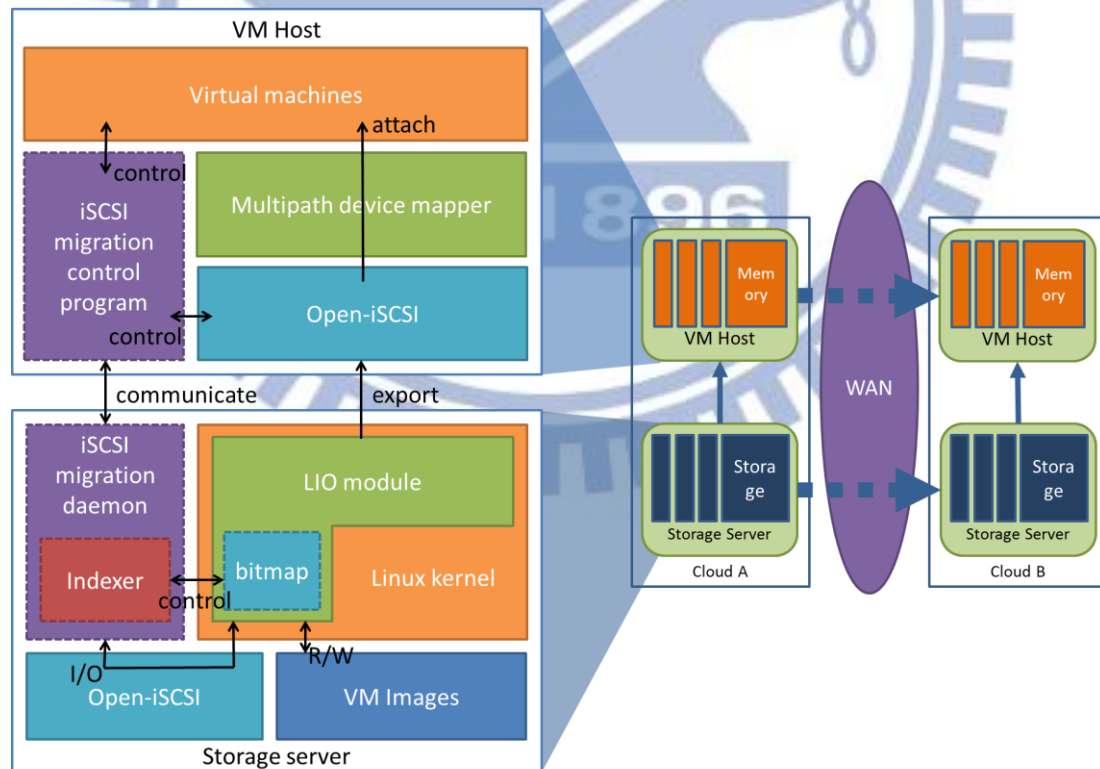 VM Host
Virtual machines
attach
control
iSCSI
migration
control
program
Multipath device mapper
control
Open-iSCSI
communicate
export
iSCSI
migration
daemon
LIO module
Indexer
bitmap
Linux kernel
control
I/O
R/W
Open-iSCSI
VM Images
Storage server
1896
Mem
ory
VM Host
Stora
ge
Storage Server
Cloud A
WAN
Mem
ory
VM Host
Stora
ge
Storage Server
Cloud B